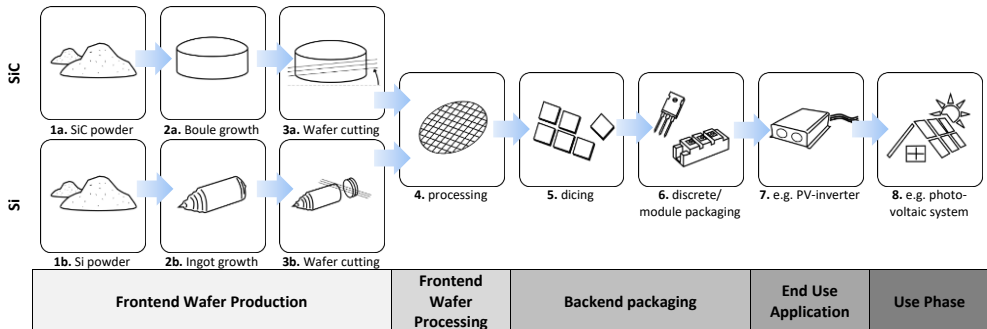 SiC
1a. SiC powder
2a. Boule growth
3a. Wafer cutting
Si
1b. Si powder
2b. Ingot growth
3b. Wafer cutting
4. processing
5. dicing
6. discrete/
module packaging
7. e.g. PV-inverter
8. e.g. photo-
voltaic system
Frontend Wafer Production
Frontend
Wafer
Processing
Backend packaging
End Use
Application
Use Phase